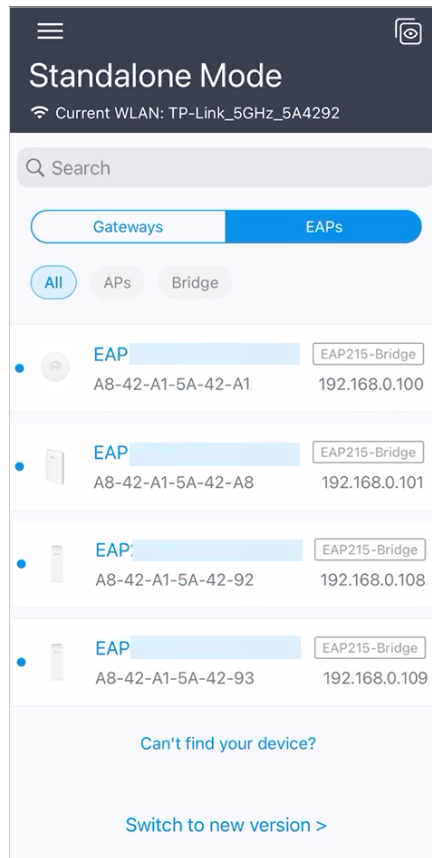 Standalone Mode
Current WLAN: TP-Link_5GHz_5A4292
Search
Gateways EAPs
All APs Bridge
EAP EAP215-Bridge
A8-42-A1-5A-42-A1 192.168.0.100
EAP EAP215-Bridge
A8-42-A1-5A-42-A8 192.168.0.101
EAP EAP215-Bridge
A8-42-A1-5A-42-92 192.168.0.108
EAP EAP215-Bridge
A8-42-A1-5A-42-93 192.168.0.109
Can't find your device?
Switch to new version >